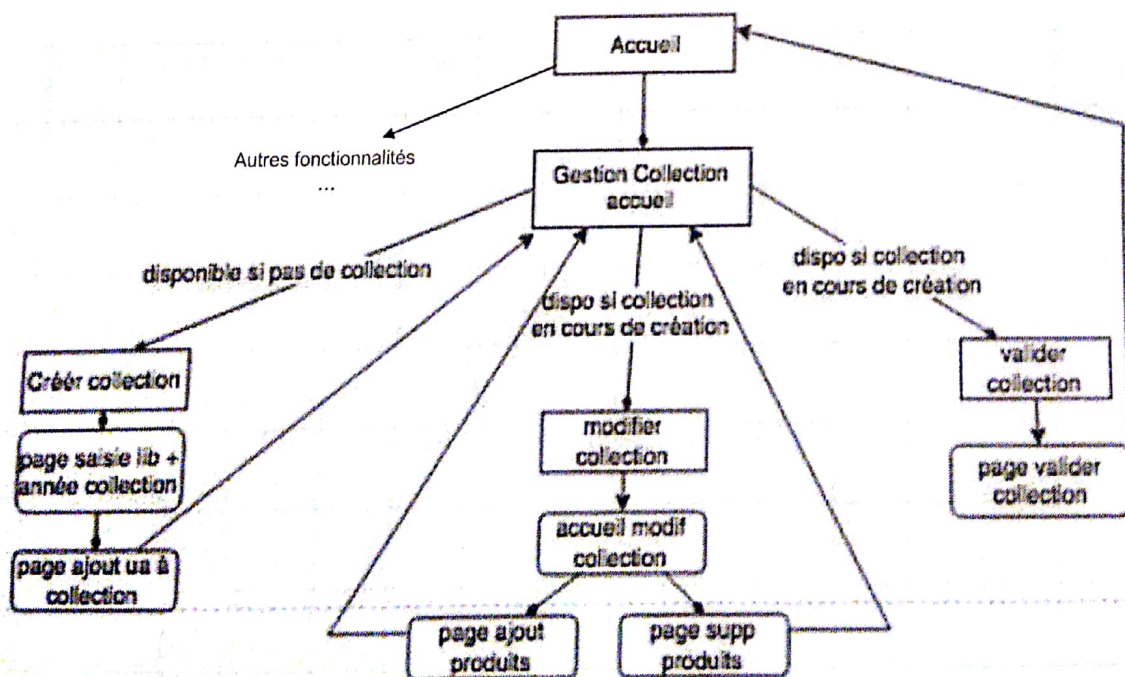 Accueil
Autres fonctionnalités
...
Gestion Collection
accueil
disponible si pas de collection
dispo si collection
en cours de création
dispo si collection
en cours de création
Créér collection
valider
collection
modifier
collection
page saisie lib +
année collection
page valider
collection
accueil modif
collection
page ajout ua à
collection
page ajout
produits
page supp
produits